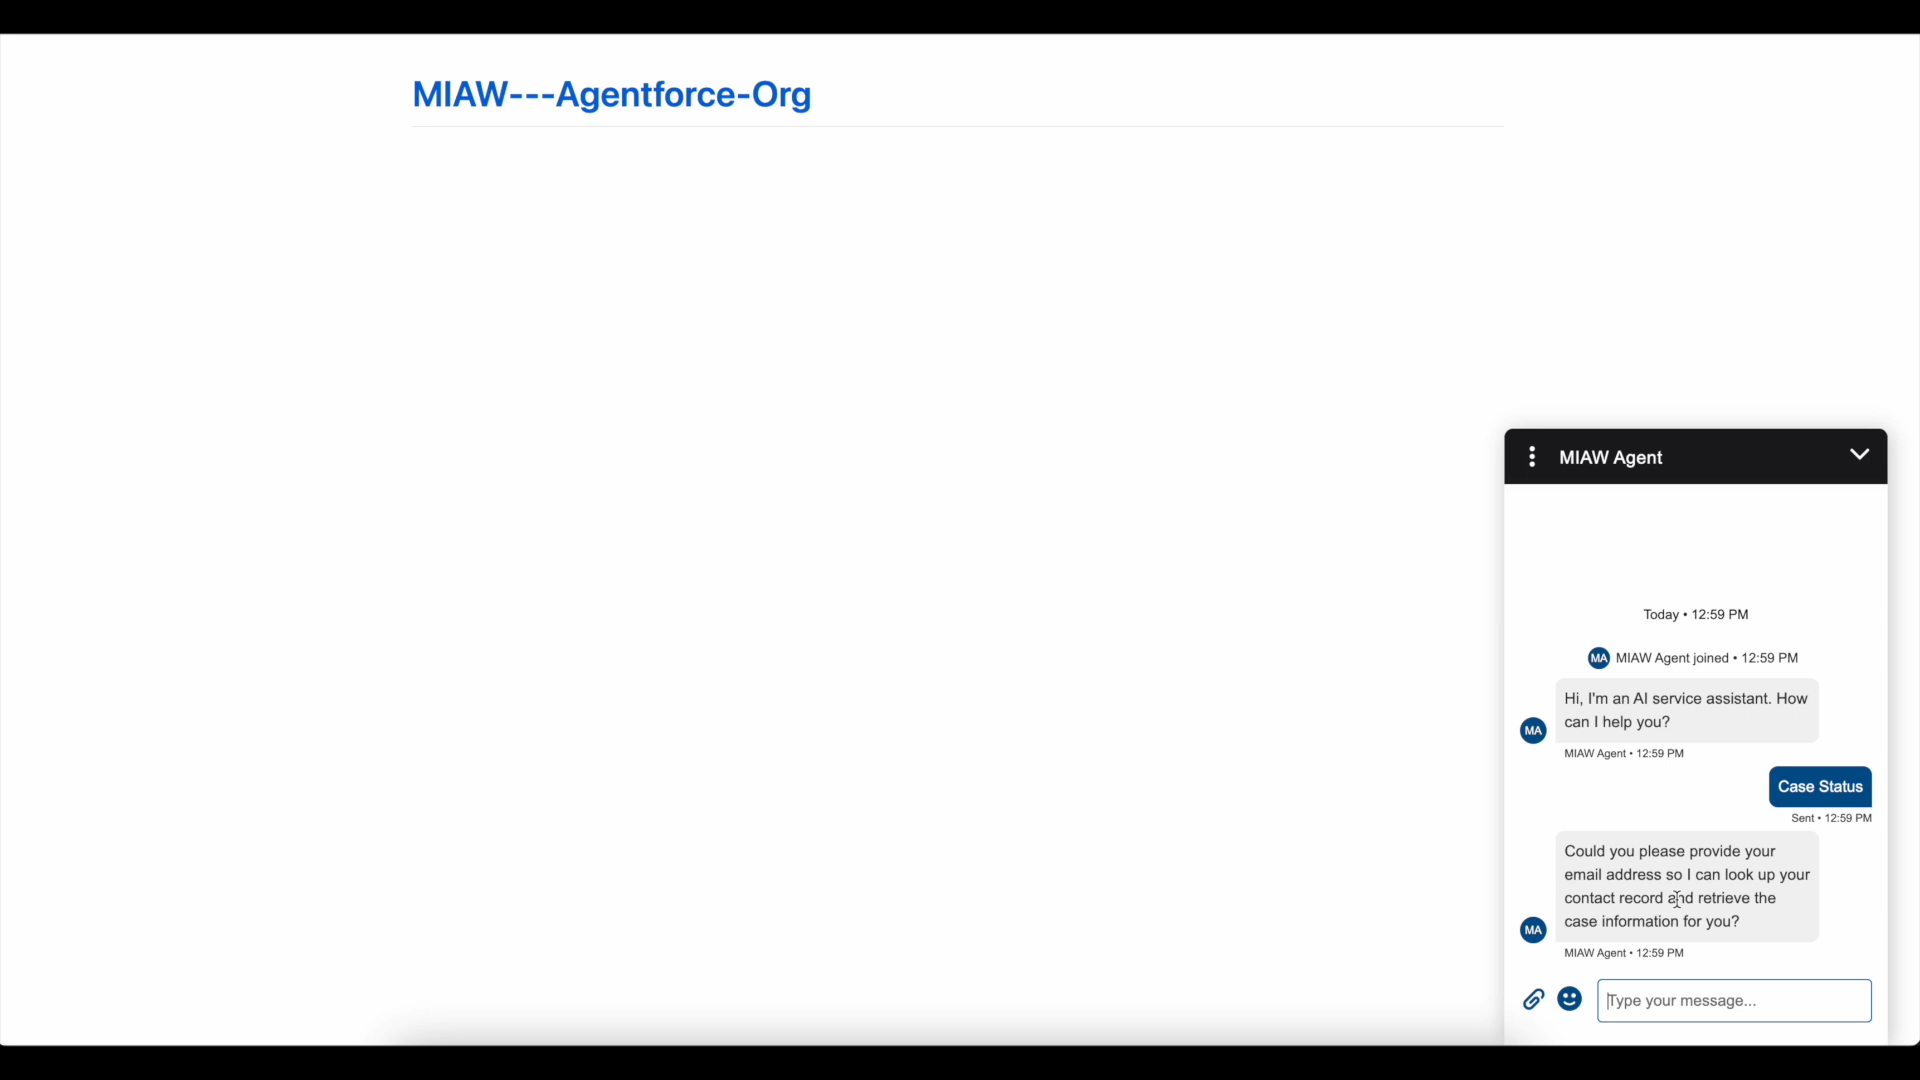 MIAW---Agentforce-Org
MIAW Agent
Today • 12:59 PM
MA MIAW Agent joined • 12:59 PM
Hi, I'm an AI service assistant. How
can I help you?
MA
MIAW Agent • 12:59 PM
Case Status
Sent • 12:59 PM
Could you please provide your
email address so I can look up your
contact record and retrieve the
case information for you?
MA
MIAW Agent • 12:59 PM
Type your message...